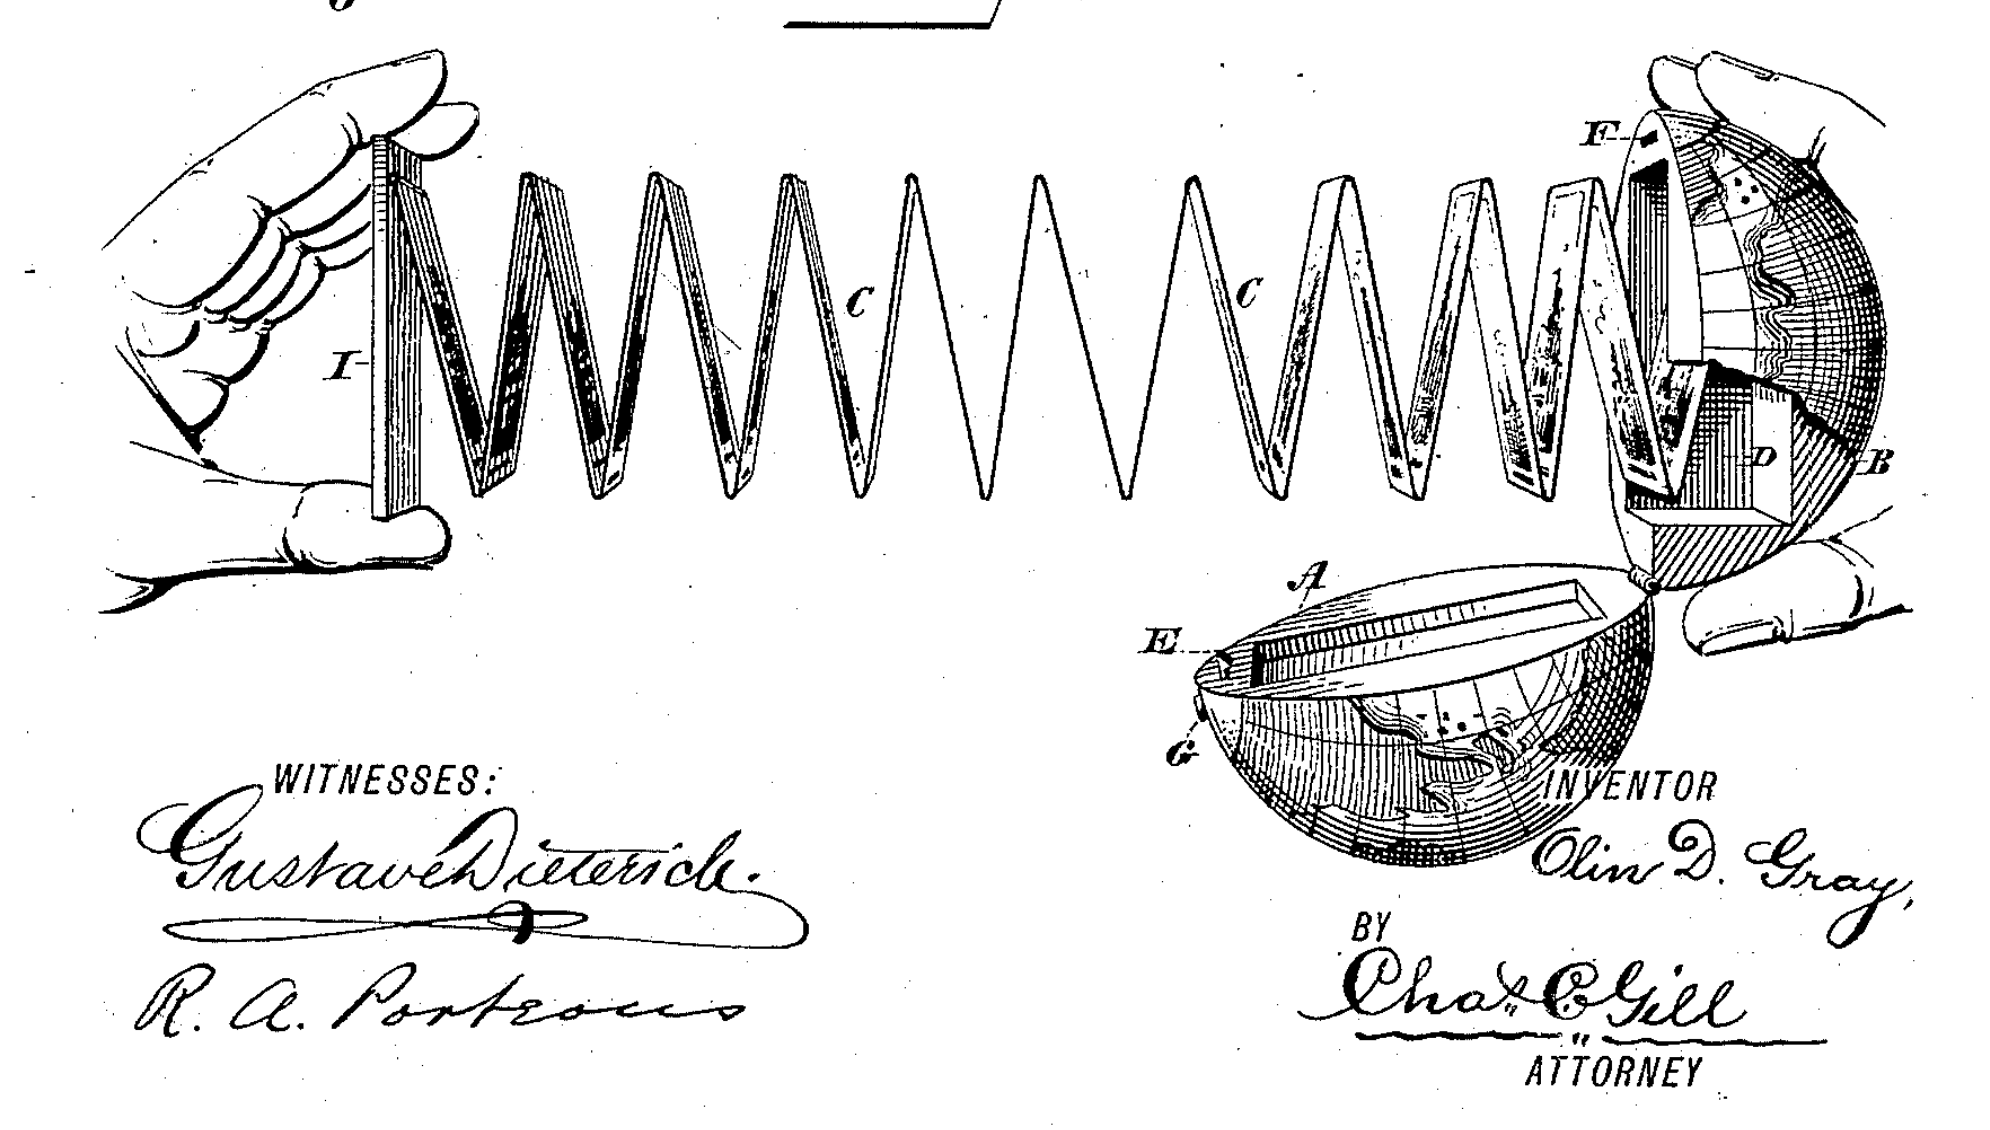 F
C
C
I
D
B
A
E
G
WITNESSES:
Gustave Dieterich.
R. A. Porteous
INVENTOR
Olin D. Gray,
BY
Chas. E. Gill
ATTORNEY